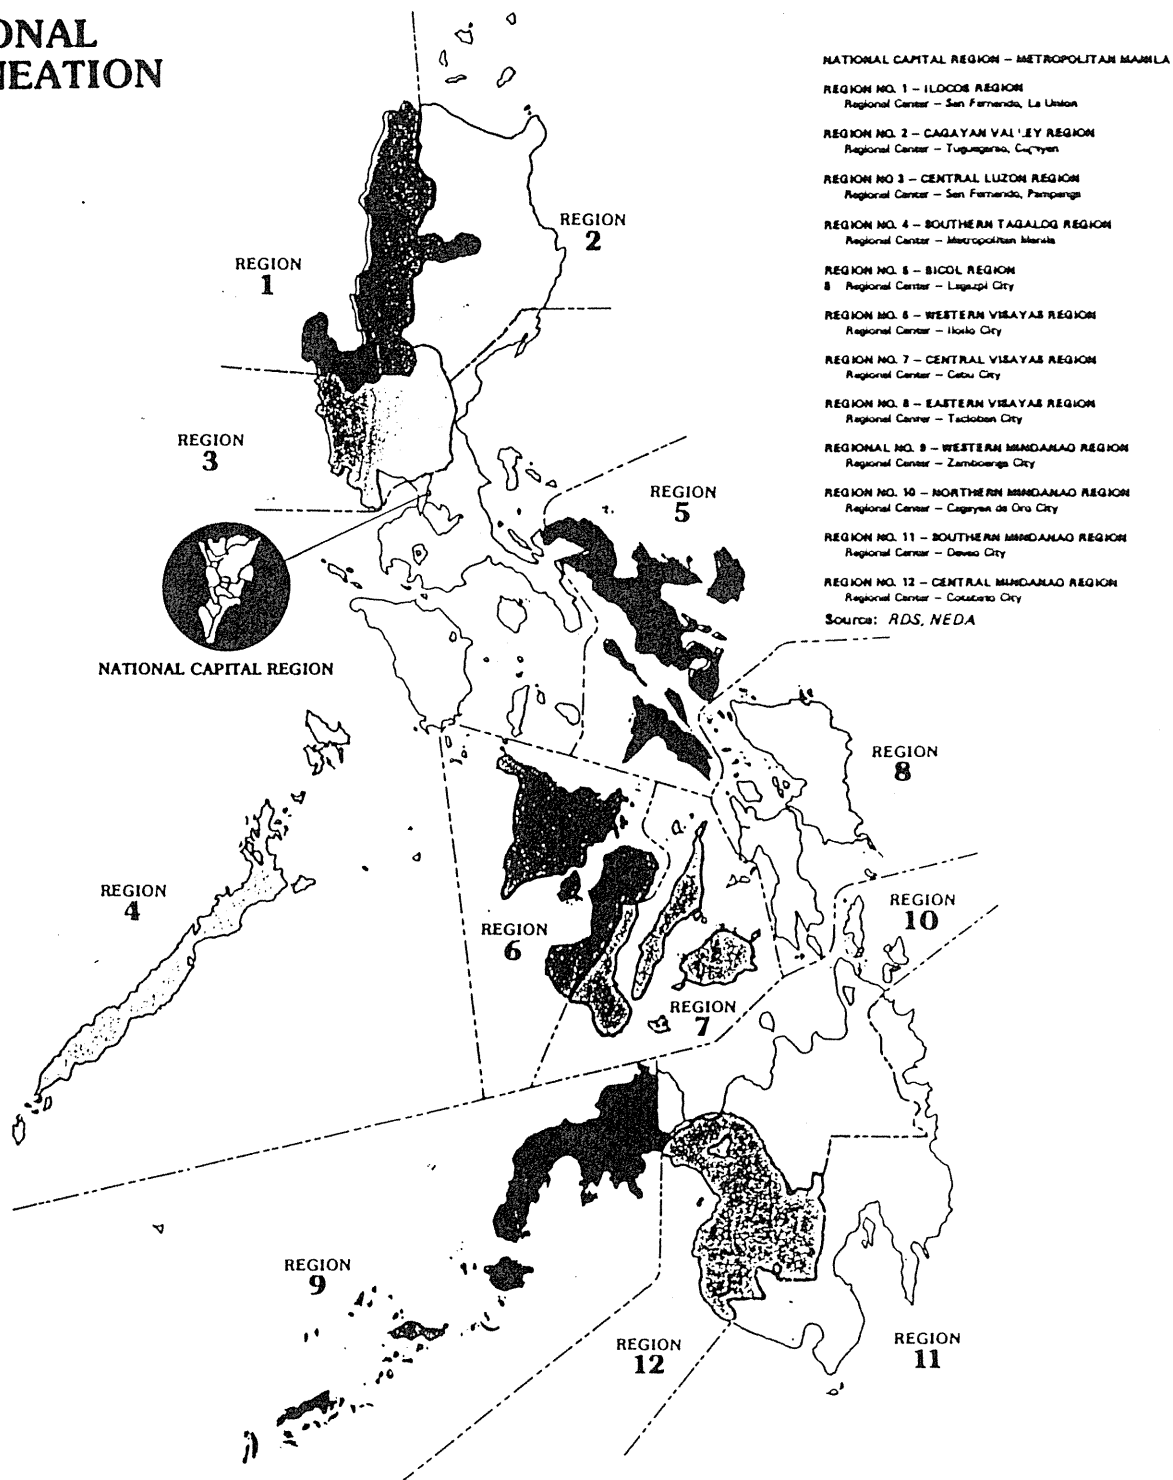 ONAL
NEATION
NATIONAL CAPITAL REGION – METROPOLITAN MANILA
REGION NO. 1 – ILOCOS REGION
Regional Center – San Fernando, La Union
REGION NO. 2 – CAGAYAN VALLEY REGION
Regional Center – Tuguegarao, Cagayan
REGION NO 3 – CENTRAL LUZON REGION
Regional Center – San Fernando, Pampanga
REGION NO. 4 – SOUTHERN TAGALOG REGION
Regional Center – Metropolitan Manila
REGION NO. 5 – BICOL REGION
Regional Center – Legazpi City
REGION NO. 6 – WESTERN VISAYAS REGION
Regional Center – Iloilo City
REGION NO. 7 – CENTRAL VISAYAS REGION
Regional Center – Cebu City
REGION NO. 8 – EASTERN VISAYAS REGION
Regional Center – Tacloban City
REGIONAL NO. 9 – WESTERN MINDANAO REGION
Regional Center – Zamboanga City
REGION NO. 10 – NORTHERN MINDANAO REGION
Regional Center – Cagayan de Oro City
REGION NO. 11 – SOUTHERN MINDANAO REGION
Regional Center – Davao City
REGION NO. 12 – CENTRAL MINDANAO REGION
Regional Center – Cotabato City
Source: RDS, NEDA
REGION
2
REGION
1
REGION
3
REGION
5
NATIONAL CAPITAL REGION
REGION
8
REGION
4
REGION
10
REGION
6
REGION
7
REGION
9
REGION
12
REGION
11